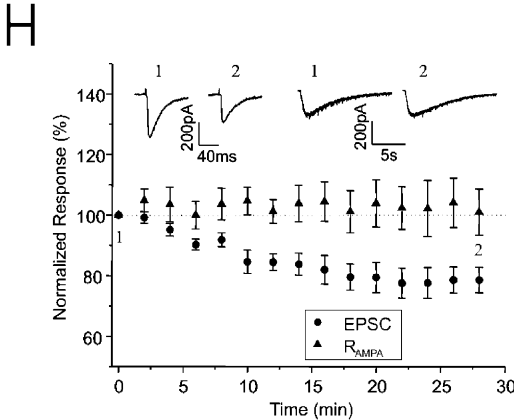 H
1 2 1 2
200pA
40ms
200pA
5s
140
120
100
80
60
1
2
EPSC
RAMPA
0 5 10 15 20 25 30
Normalized Response (%)
Time (min)